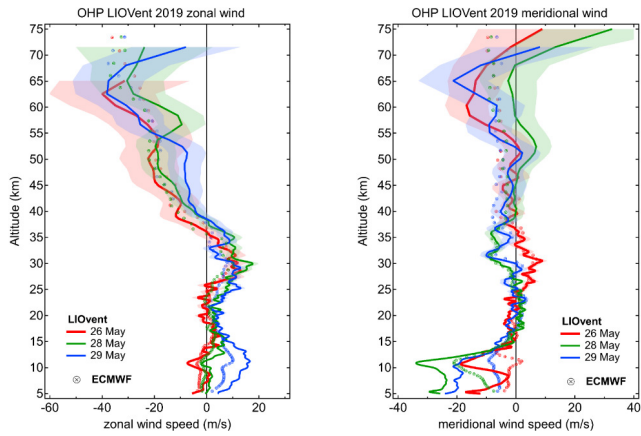 OHP LIOVent 2019 zonal wind
75
70
65
60
55
50
45
40
35
30
25
20
15
10
5
Altitude (km)
LIOvent
26 May
28 May
29 May
ECMWF
-60 -40 -20 0 20
zonal wind speed (m/s)
OHP LIOVent 2019 meridional wind
75
70
65
60
55
50
45
40
35
30
25
20
15
10
5
Altitude (km)
LIOvent
26 May
28 May
29 May
ECMWF
-40 -20 0 20 40
meridional wind speed (m/s)